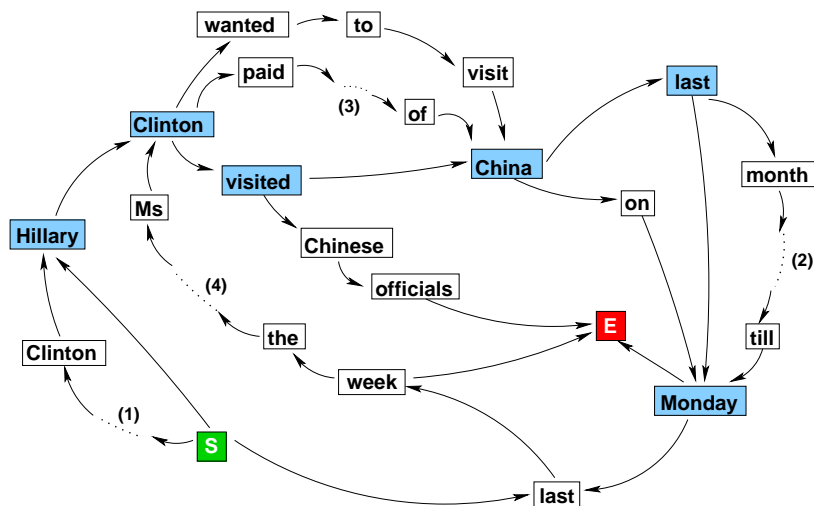 wanted
to
paid
visit
last
(3)
of
Clinton
China
visited
month
Ms
on
Hillary
Chinese
(2)
officials
(4)
E
the
till
Clinton
week
Monday
(1)
S
last